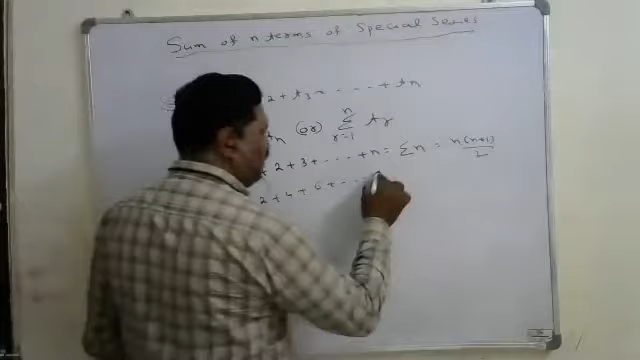 Sum of n terms of Special Series
2 + t₃ + ... + tn
tn (or) n Σ r=1 tr
+ 2 + 3 + .... + n = Σn = n(n+1)/2
2 + 4 + 6 + ...